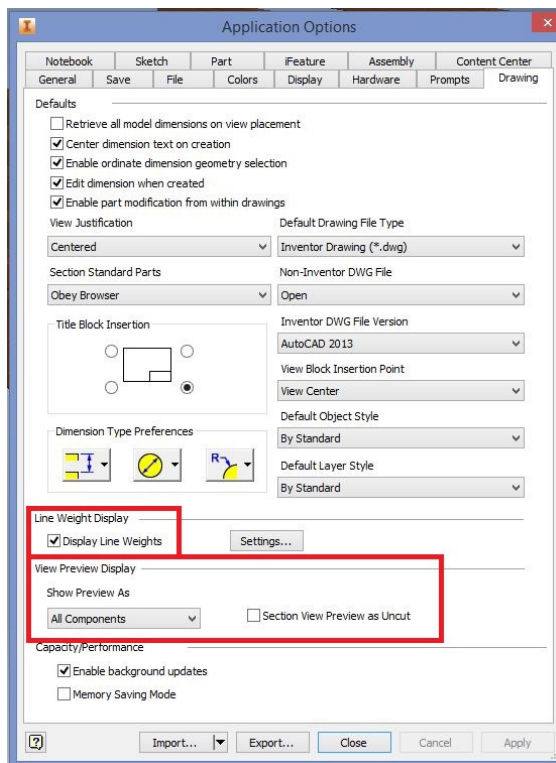 Application Options
Notebook Sketch Part iFeature Assembly Content Center
General Save File Colors Display Hardware Prompts Drawing
Defaults
Retrieve all model dimensions on view placement
Center dimension text on creation
Enable ordinate dimension geometry selection
Edit dimension when created
Enable part modification from within drawings
View Justification Default Drawing File Type
Centered Inventor Drawing (*.dwg)
Section Standard Parts Non-Inventor DWG File
Obey Browser Open
Title Block Insertion Inventor DWG File Version
AutoCAD 2013
View Block Insertion Point
View Center
Default Object Style
Dimension Type Preferences By Standard
R
Default Layer Style
By Standard
Line Weight Display
Display Line Weights Settings...
View Preview Display
Show Preview As
All Components Section View Preview as Uncut
Capacity/Performance
Enable background updates
Memory Saving Mode
? Import... Export... Close Cancel Apply